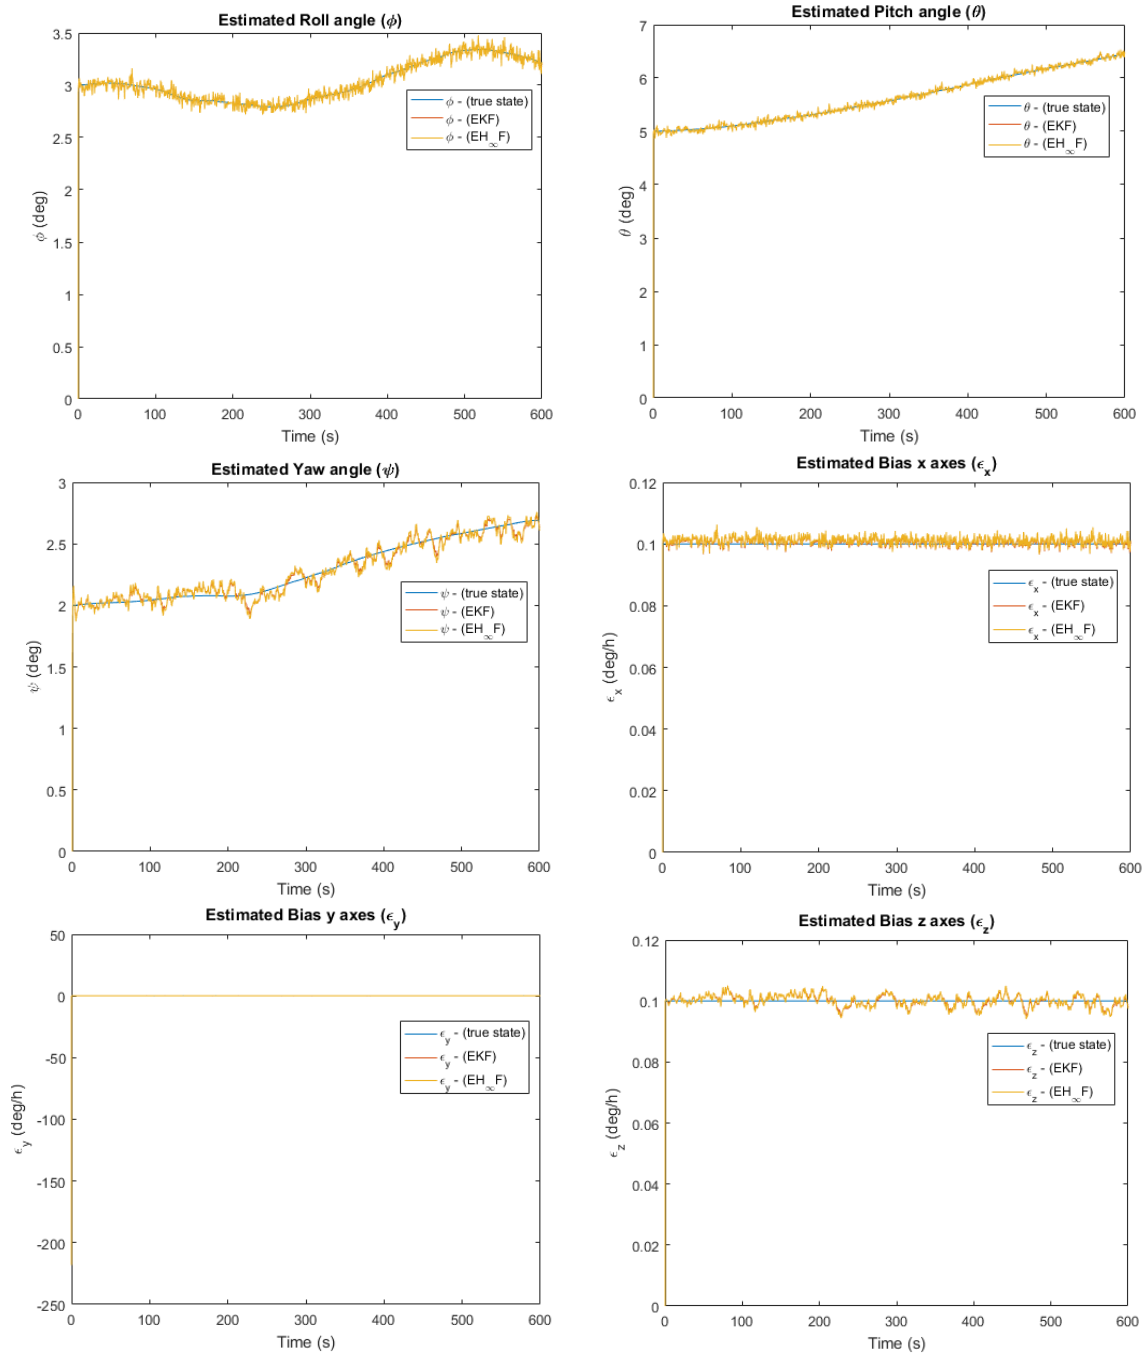 Estimated Roll angle (ϕ)
3.5
3
2.5
2
1.5
1
0.5
0
ϕ (deg)
ϕ - (true state)
ϕ - (EKF)
ϕ - (EH∞F)
0 100 200 300 400 500 600
Time (s)
Estimated Pitch angle (θ)
7
6
5
4
3
2
1
0
θ (deg)
θ - (true state)
θ - (EKF)
θ - (EH∞F)
0 100 200 300 400 500 600
Time (s)
Estimated Yaw angle (ψ)
3
2.5
2
1.5
1
0.5
0
ψ (deg)
ψ - (true state)
ψ - (EKF)
ψ - (EH∞F)
0 100 200 300 400 500 600
Time (s)
Estimated Bias x axes (ϵx)
0.12
0.1
0.08
0.06
0.04
0.02
0
ϵx (deg/h)
ϵx - (true state)
ϵx - (EKF)
ϵx - (EH∞F)
0 100 200 300 400 500 600
Time (s)
Estimated Bias y axes (ϵy)
50
0
-50
-100
-150
-200
-250
ϵy (deg/h)
ϵy - (true state)
ϵy - (EKF)
ϵy - (EH∞F)
0 100 200 300 400 500 600
Time (s)
Estimated Bias z axes (ϵz)
0.12
0.1
0.08
0.06
0.04
0.02
0
ϵz (deg/h)
ϵz - (true state)
ϵz - (EKF)
ϵz - (EH∞F)
0 100 200 300 400 500 600
Time (s)